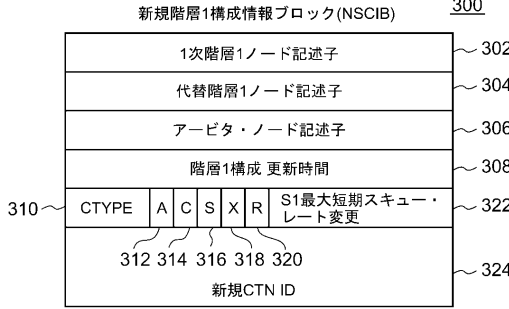 新規階層1構成情報ブロック(NSCIB)
300
1次階層1ノード記述子
302
代替階層1ノード記述子
304
アービタ・ノード記述子
306
階層1構成 更新時間
308
310
CTYPE
A
C
S
X
R
S1最大短期スキュー・
レート変更
322
312
314
316
318
320
新規CTN ID
324